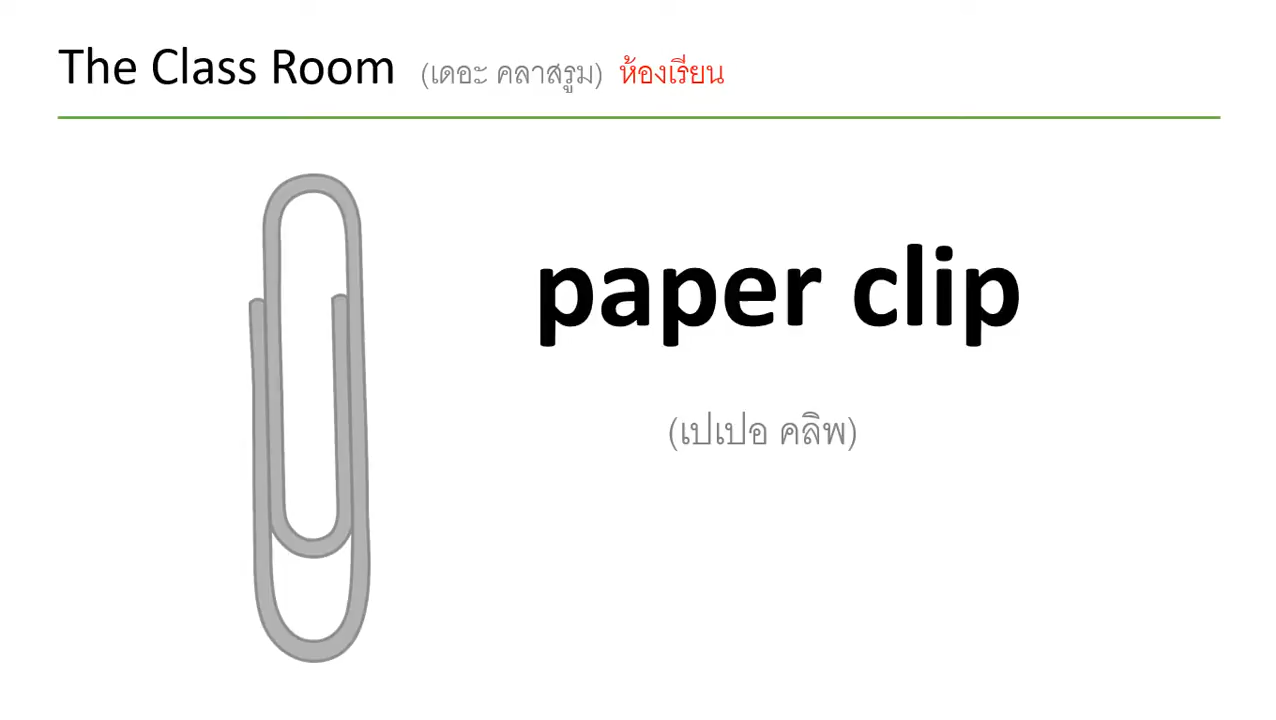 The Class Room (เดอะ คลาสรูม) ห้องเรียน
paper clip
(เปเปอ คลิพ)